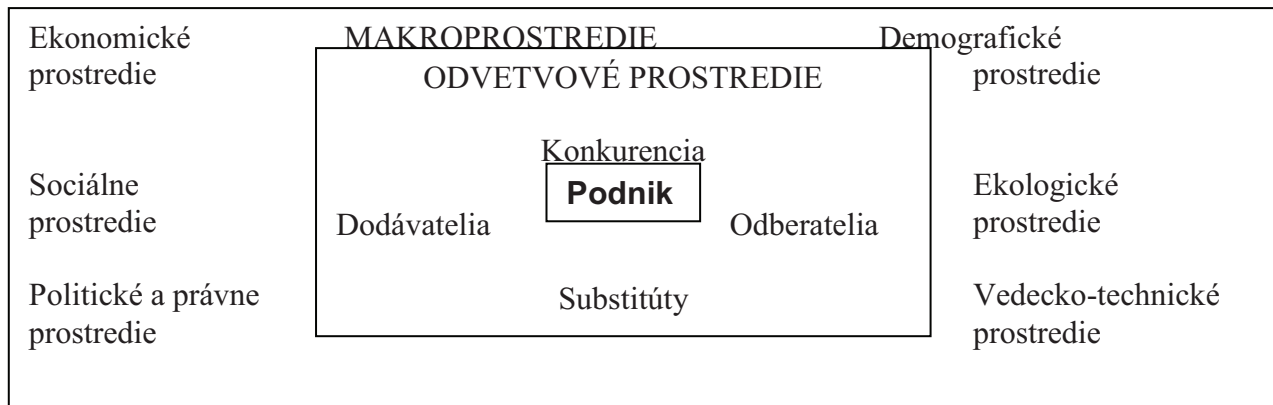 Ekonomické MAKROPROSTREDIE Demografické
prostredie ODVETVOVÉ PROSTREDIE prostredie
Konkurencia
Sociálne Podnik Ekologické
prostredie Dodávatelia Odberatelia prostredie
Politické a právne Substitúty Vedecko-technické
prostredie prostredie